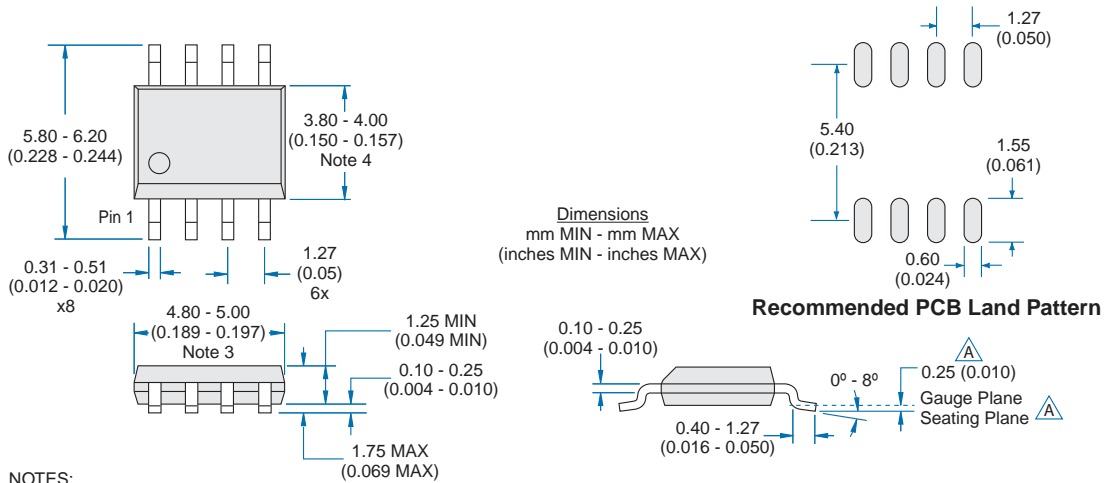 1.27
(0.050)
5.80 - 6.20
(0.228 - 0.244)
3.80 - 4.00
(0.150 - 0.157)
Note 4
5.40
(0.213)
1.55
(0.061)
Pin 1
Dimensions
mm MIN - mm MAX
(inches MIN - inches MAX)
0.31 - 0.51
(0.012 - 0.020)
x8
1.27
(0.05)
6x
0.60
(0.024)
Recommended PCB Land Pattern
4.80 - 5.00
(0.189 - 0.197)
Note 3
1.25 MIN
(0.049 MIN)
0.10 - 0.25
(0.004 - 0.010)
1.75 MAX
(0.069 MAX)
0.10 - 0.25
(0.004 - 0.010)
0º - 8º
A
0.25 (0.010)
Gauge Plane
Seating Plane A
0.40 - 1.27
(0.016 - 0.050)
NOTES: